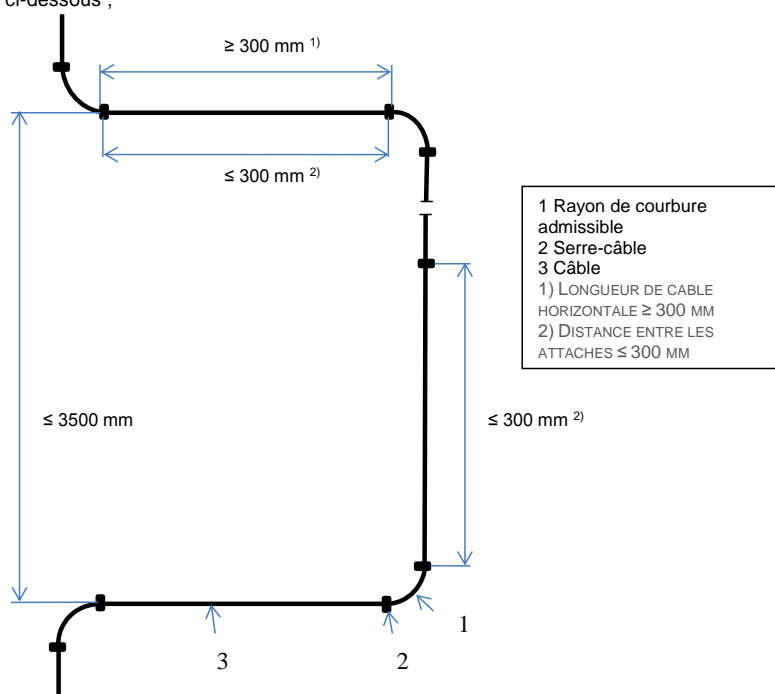 ci-dessous ;
≥ 300 mm 1)
≤ 300 mm 2)
1 Rayon de courbure
admissible
2 Serre-câble
3 Câble
1) LONGUEUR DE CABLE
HORIZONTALE ≥ 300 MM
2) DISTANCE ENTRE LES
ATTACHES ≤ 300 MM
≤ 3500 mm
≤ 300 mm 2)
1
3
2